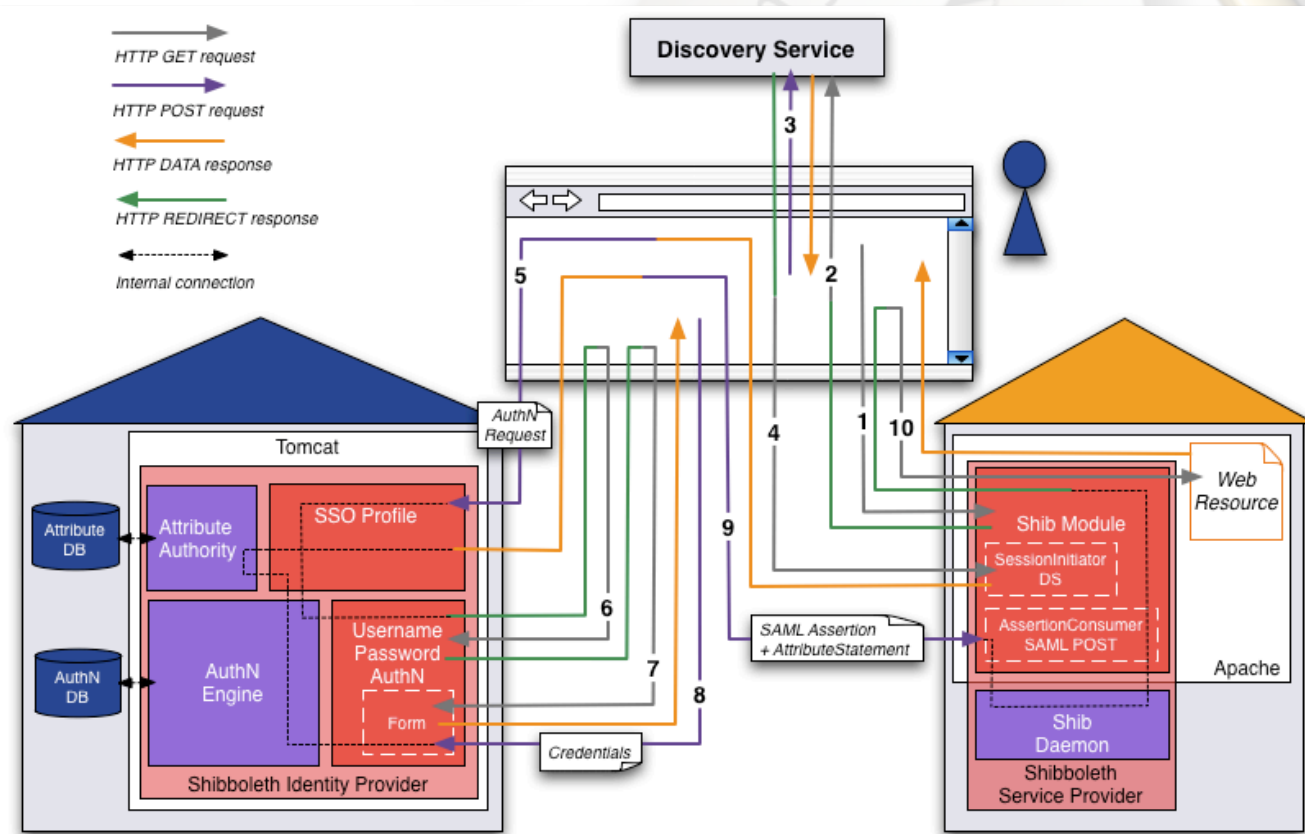 HTTP GET request
HTTP POST request
HTTP DATA response
HTTP REDIRECT response
Internal connection
Discovery Service
3
2
5
1
10
4
AuthN
Request
Tomcat
Attribute
DB
Attribute
Authority
SSO Profile
9
6
7
8
Username
Password
AuthN
AuthN
Engine
AuthN
DB
Form
Credentials
Shibboleth Identity Provider
Web
Resource
Shib Module
SessionInitiator
DS
AssertionConsumer
SAML POST
SAML Assertion
+ AttributeStatement
Apache
Shib
Daemon
Shibboleth
Service Provider